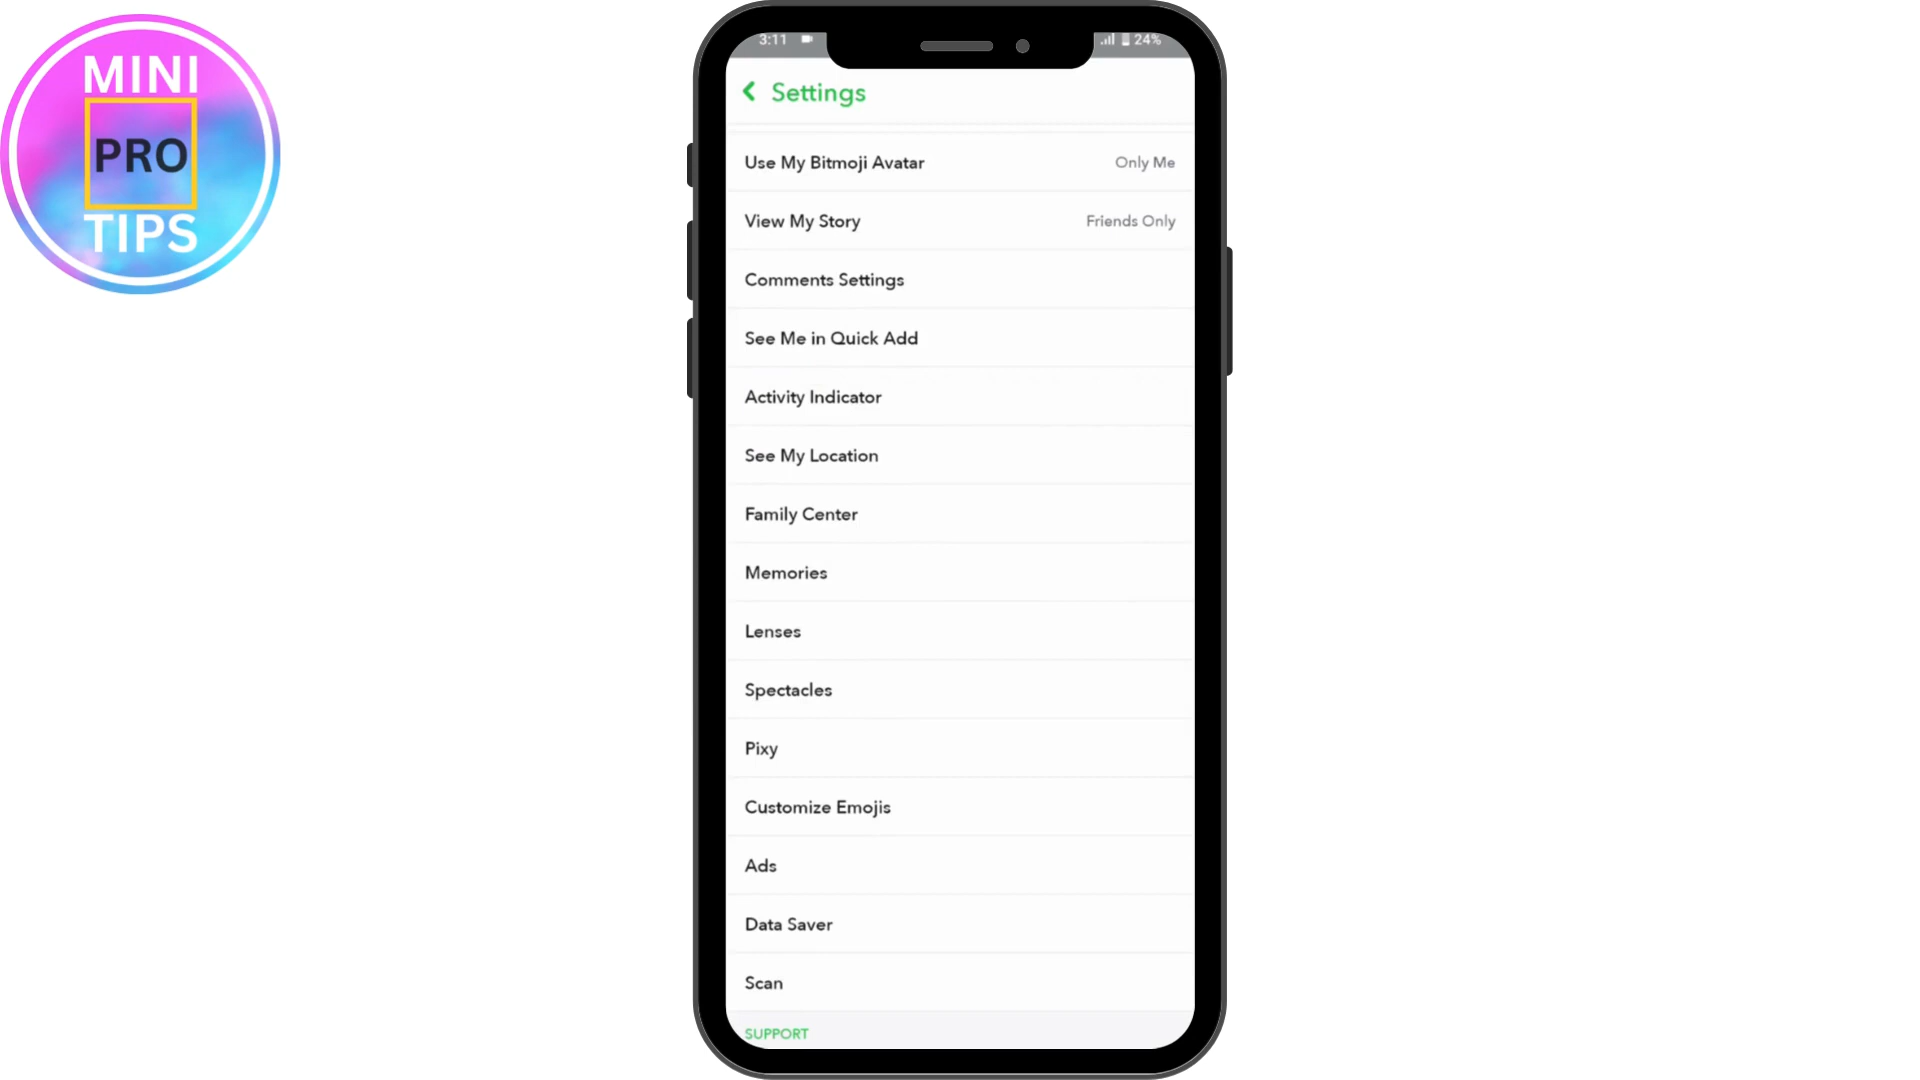 MINI
PRO
TIPS
3:11
24%
Settings
Use My Bitmoji Avatar Only Me
View My Story Friends Only
Comments Settings
See Me in Quick Add
Activity Indicator
See My Location
Family Center
Memories
Lenses
Spectacles
Pixy
Customize Emojis
Ads
Data Saver
Scan
SUPPORT